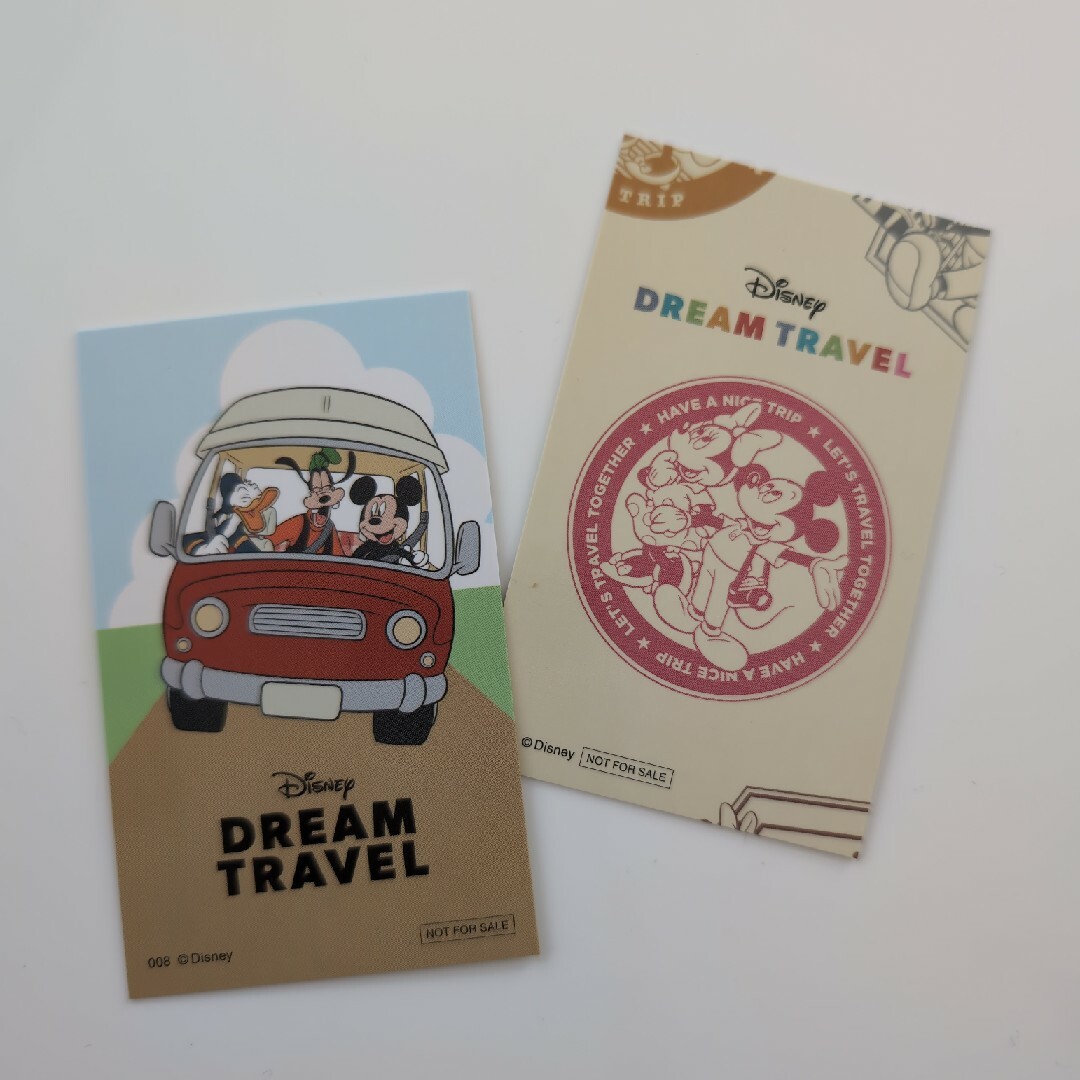 Disney
DREAM
TRAVEL
NOT FOR SALE
008 ©Disney
TRIP
Disney
DREAM TRAVEL
HAVE A NICE TRIP ★ LET'S TRAVEL TOGETHER ★ HAVE A NICE TRIP ★ LET'S TRAVEL TOGETHER ★
©Disney NOT FOR SALE